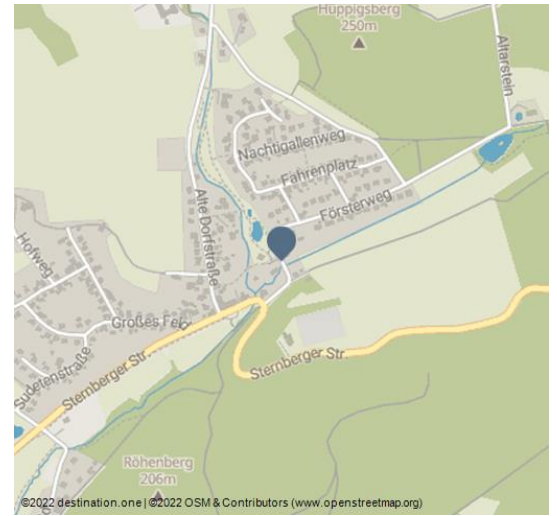 Hüppigsberg
250m
Altarstein
Nachtigallenweg
Fahrenplatz
Försterweg
Alte Dorfstraße
Hofweg
Großes Feld
Sternberger Str.
Sternberger Str.
Sudetenstraße
Röhenberg
206m
©2022 destination.one | ©2022 OSM & Contributors (www.openstreetmap.org)